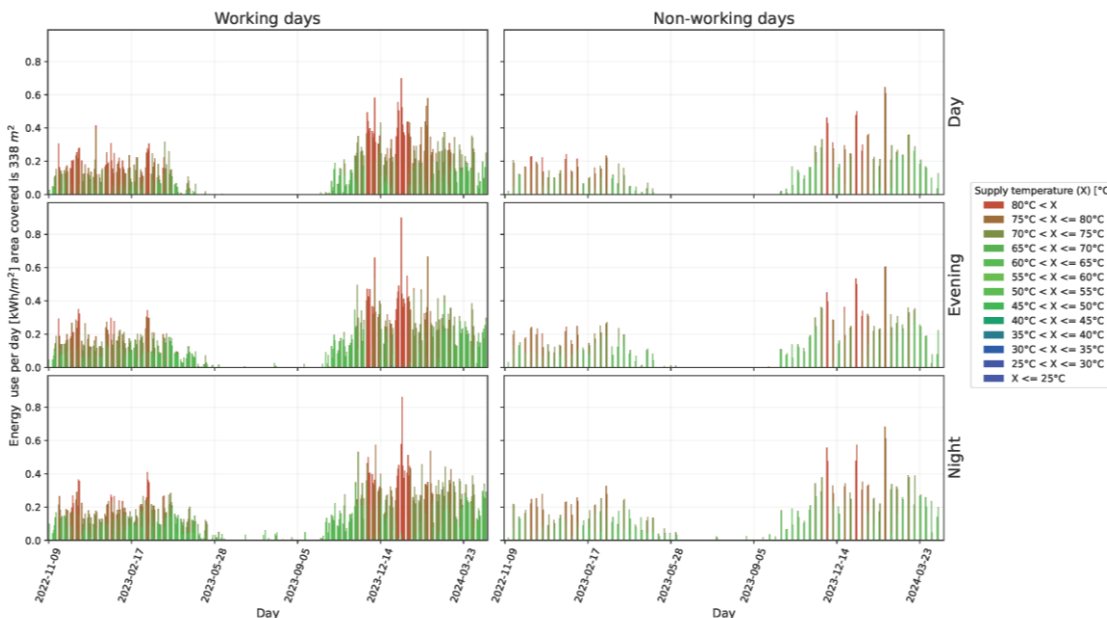 Working days
Non-working days
Energy use per day [kWh/m²] area covered is 338 m²
0.8
0.6
0.4
0.2
0.0
Day
0.8
0.6
0.4
0.2
0.0
Evening
0.8
0.6
0.4
0.2
0.0
Night
2022-11-09
2023-02-17
2023-05-28
2023-09-05
2023-12-14
2024-03-23
Day
2022-11-09
2023-02-17
2023-05-28
2023-09-05
2023-12-14
2024-03-23
Day
Supply temperature (X) [°C
80°C < X
75°C < X <= 80°C
70°C < X <= 75°C
65°C < X <= 70°C
60°C < X <= 65°C
55°C < X <= 60°C
50°C < X <= 55°C
45°C < X <= 50°C
40°C < X <= 45°C
35°C < X <= 40°C
30°C < X <= 35°C
25°C < X <= 30°C
X <= 25°C